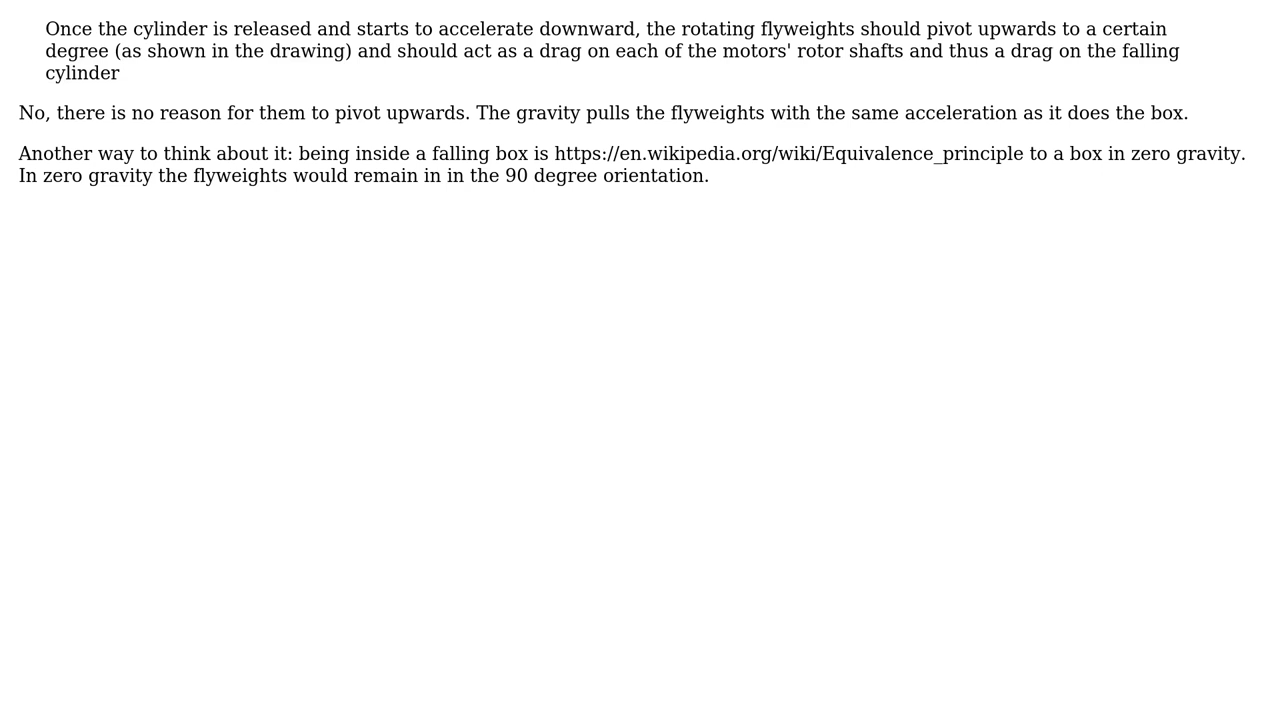 Once the cylinder is released and starts to accelerate downward, the rotating flyweights should pivot upwards to a certain
degree (as shown in the drawing) and should act as a drag on each of the motors' rotor shafts and thus a drag on the falling
cylinder
No, there is no reason for them to pivot upwards. The gravity pulls the flyweights with the same acceleration as it does the box.
Another way to think about it: being inside a falling box is https://en.wikipedia.org/wiki/Equivalence_principle to a box in zero gravity.
In zero gravity the flyweights would remain in in the 90 degree orientation.